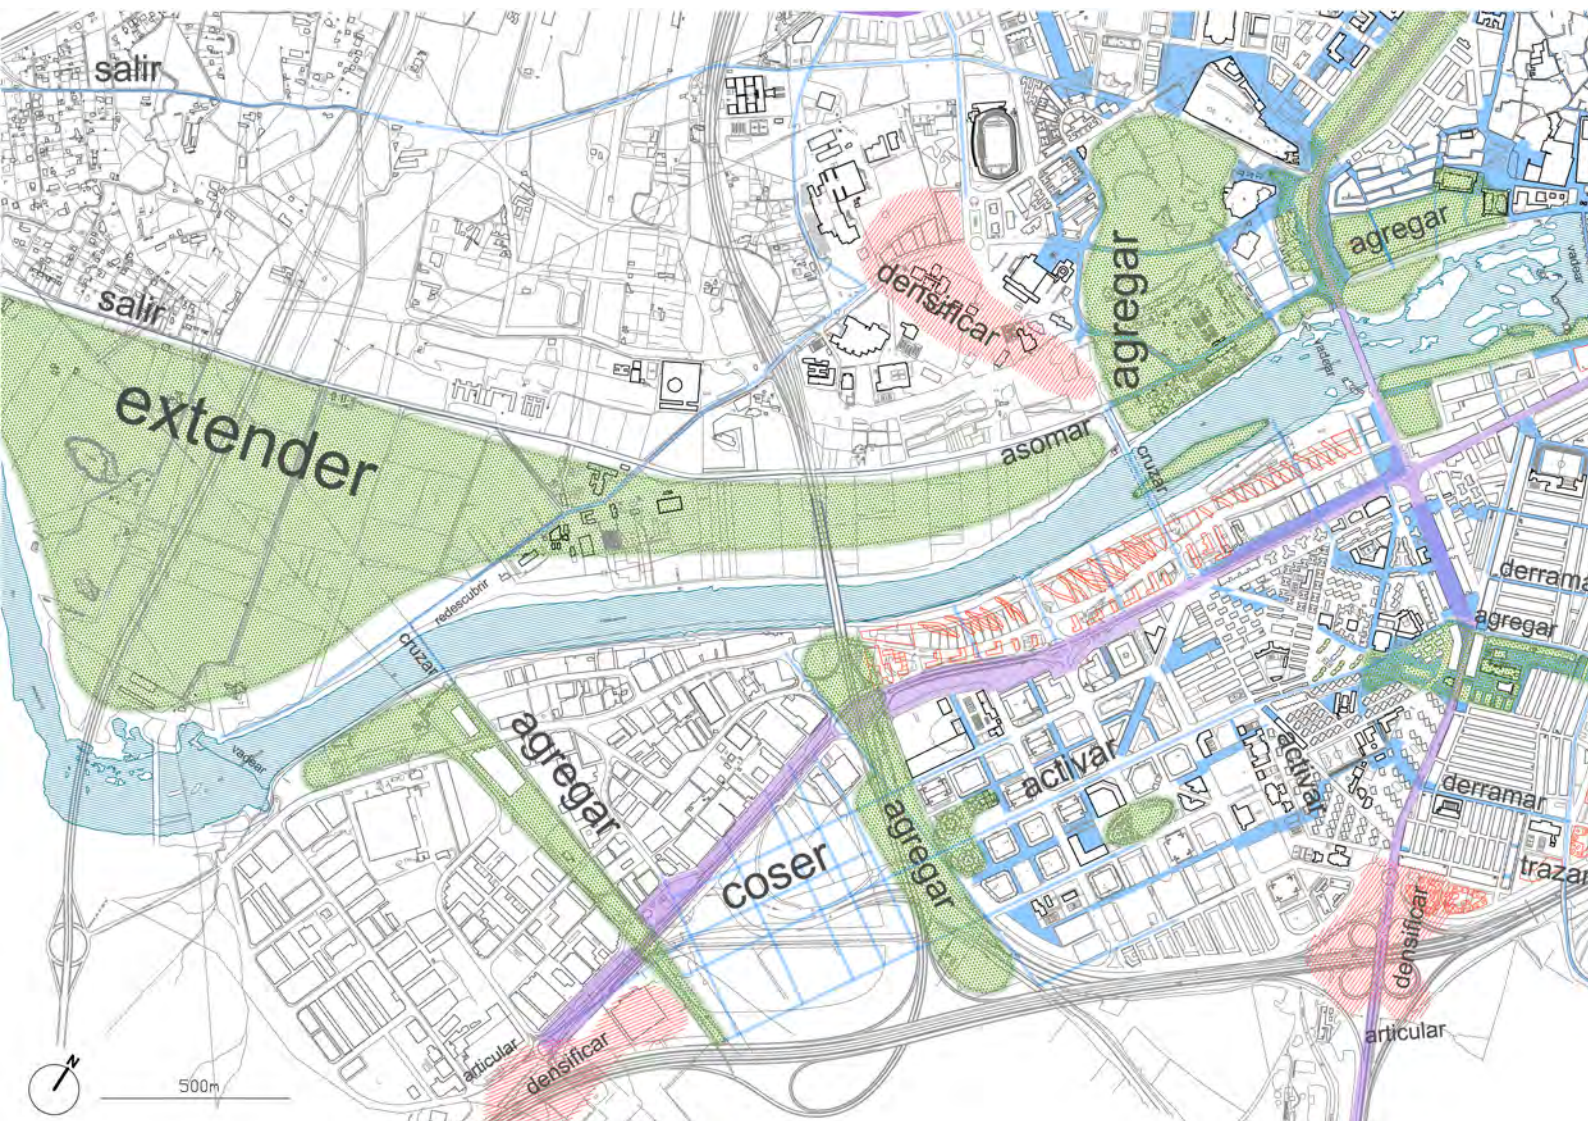 salir
agregar
vadear
salir
densificar
agregar
vadear
extender
asomar
cruzar
derrama
redescubrir
agregar
cruzar
agregar
vadear
activar
activar
derramar
agregar
coser
trazar
densificar
articular
densificar
articular
N
500m